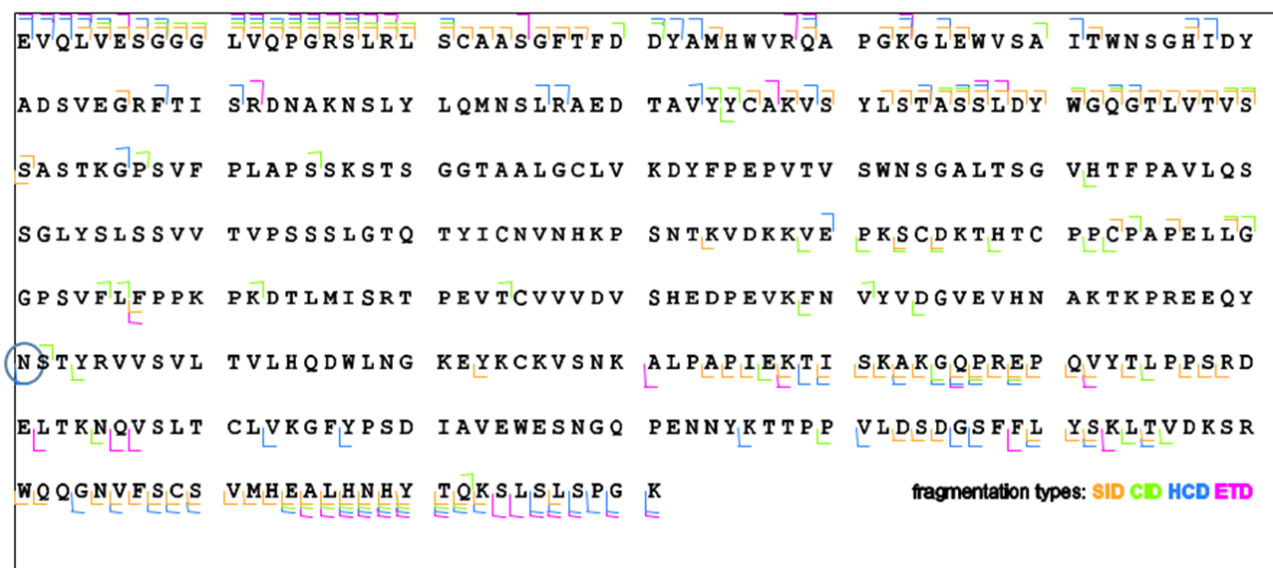 EVQLVESGGG LVQPGRSLRL SCAASGFTFD DYAMHWVRQA PGKGLEWVSA ITWNSGHIDY
ADSVEGRFTI SRDNAKNSLY LQMNSLRAED TAVYYCAKVS YLSTASSLDY WGQGTLVTVS
SASTKGPSVF PLAPSSKSTS GGTAALGCLV KDYFPEPVTV SWNSGALTSG VHTFPAVLQS
SGLYSLSSVV TVPSSSLGTQ TYICNVNHKP SNTKVDKKVE PKSCDKTHTC PPCPAPELLG
GPSVFLFPPK PKDTLMISRT PEVTCVVVDV SHEDPEVKFN VYVDGVEVHN AKTKPREEQY
NSTYRVVSVL TVLHQDWLNG KEYKCKVSNK ALPAPIEKTI SKAKGQPREP QVYTLPPSRD
ELTKNQVSLT CLVKGFYPSD IAVEWESNGQ PENNYKTTPP VLDSDGSFFL YSKLTVDKSR
WQQGNVFSCS VMHEALHNHY TQKSLSLSPG K
fragmentation types: SID CID HCD ETD